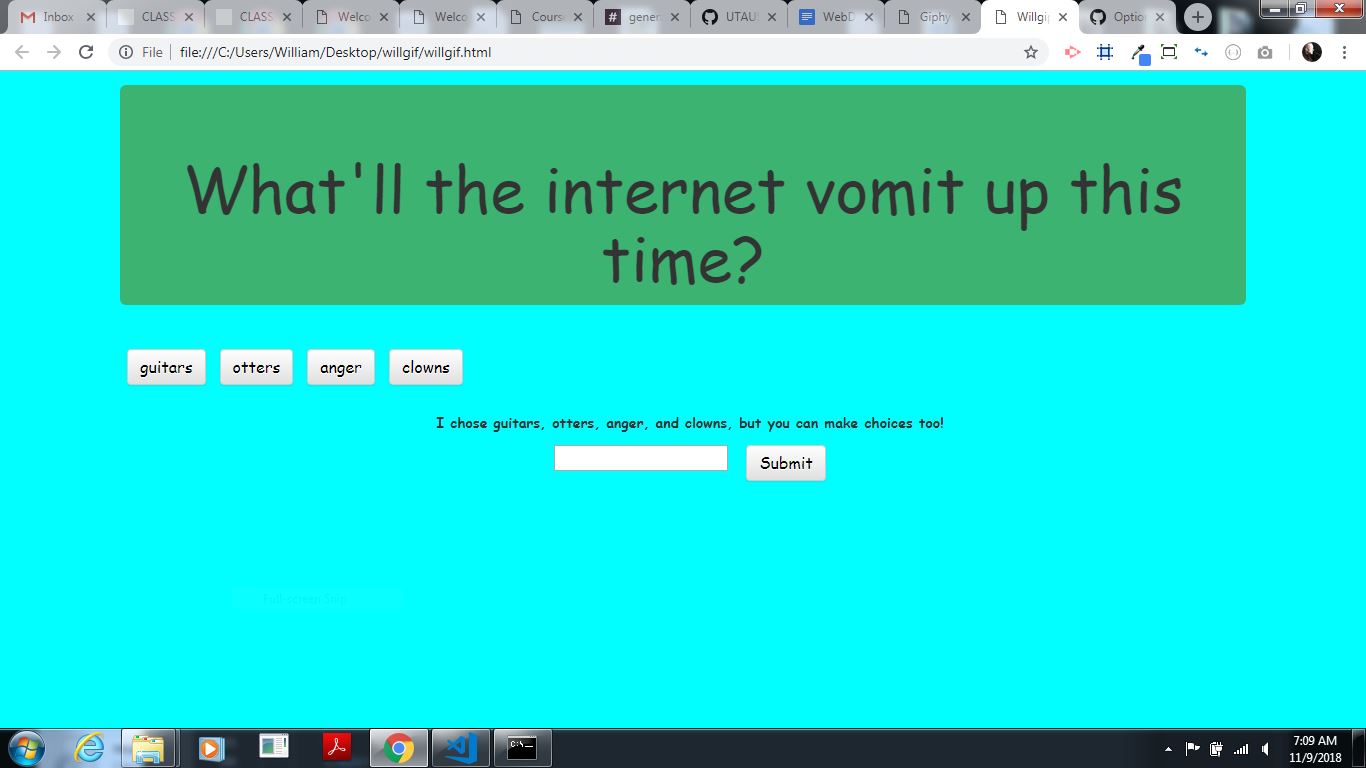 Inbox
CLASS
CLASS
Welco
Welco
Cours
gener
UTAU
WebD
Giphy
Willgi
Optio
File
file:///C:/Users/William/Desktop/willgif/willgif.html
What'll the internet vomit up this
time?
guitars otters anger clowns
I chose guitars, otters, anger, and clowns, but you can make choices too!
Submit
Full-screen Snip
7:09 AM
11/9/2018